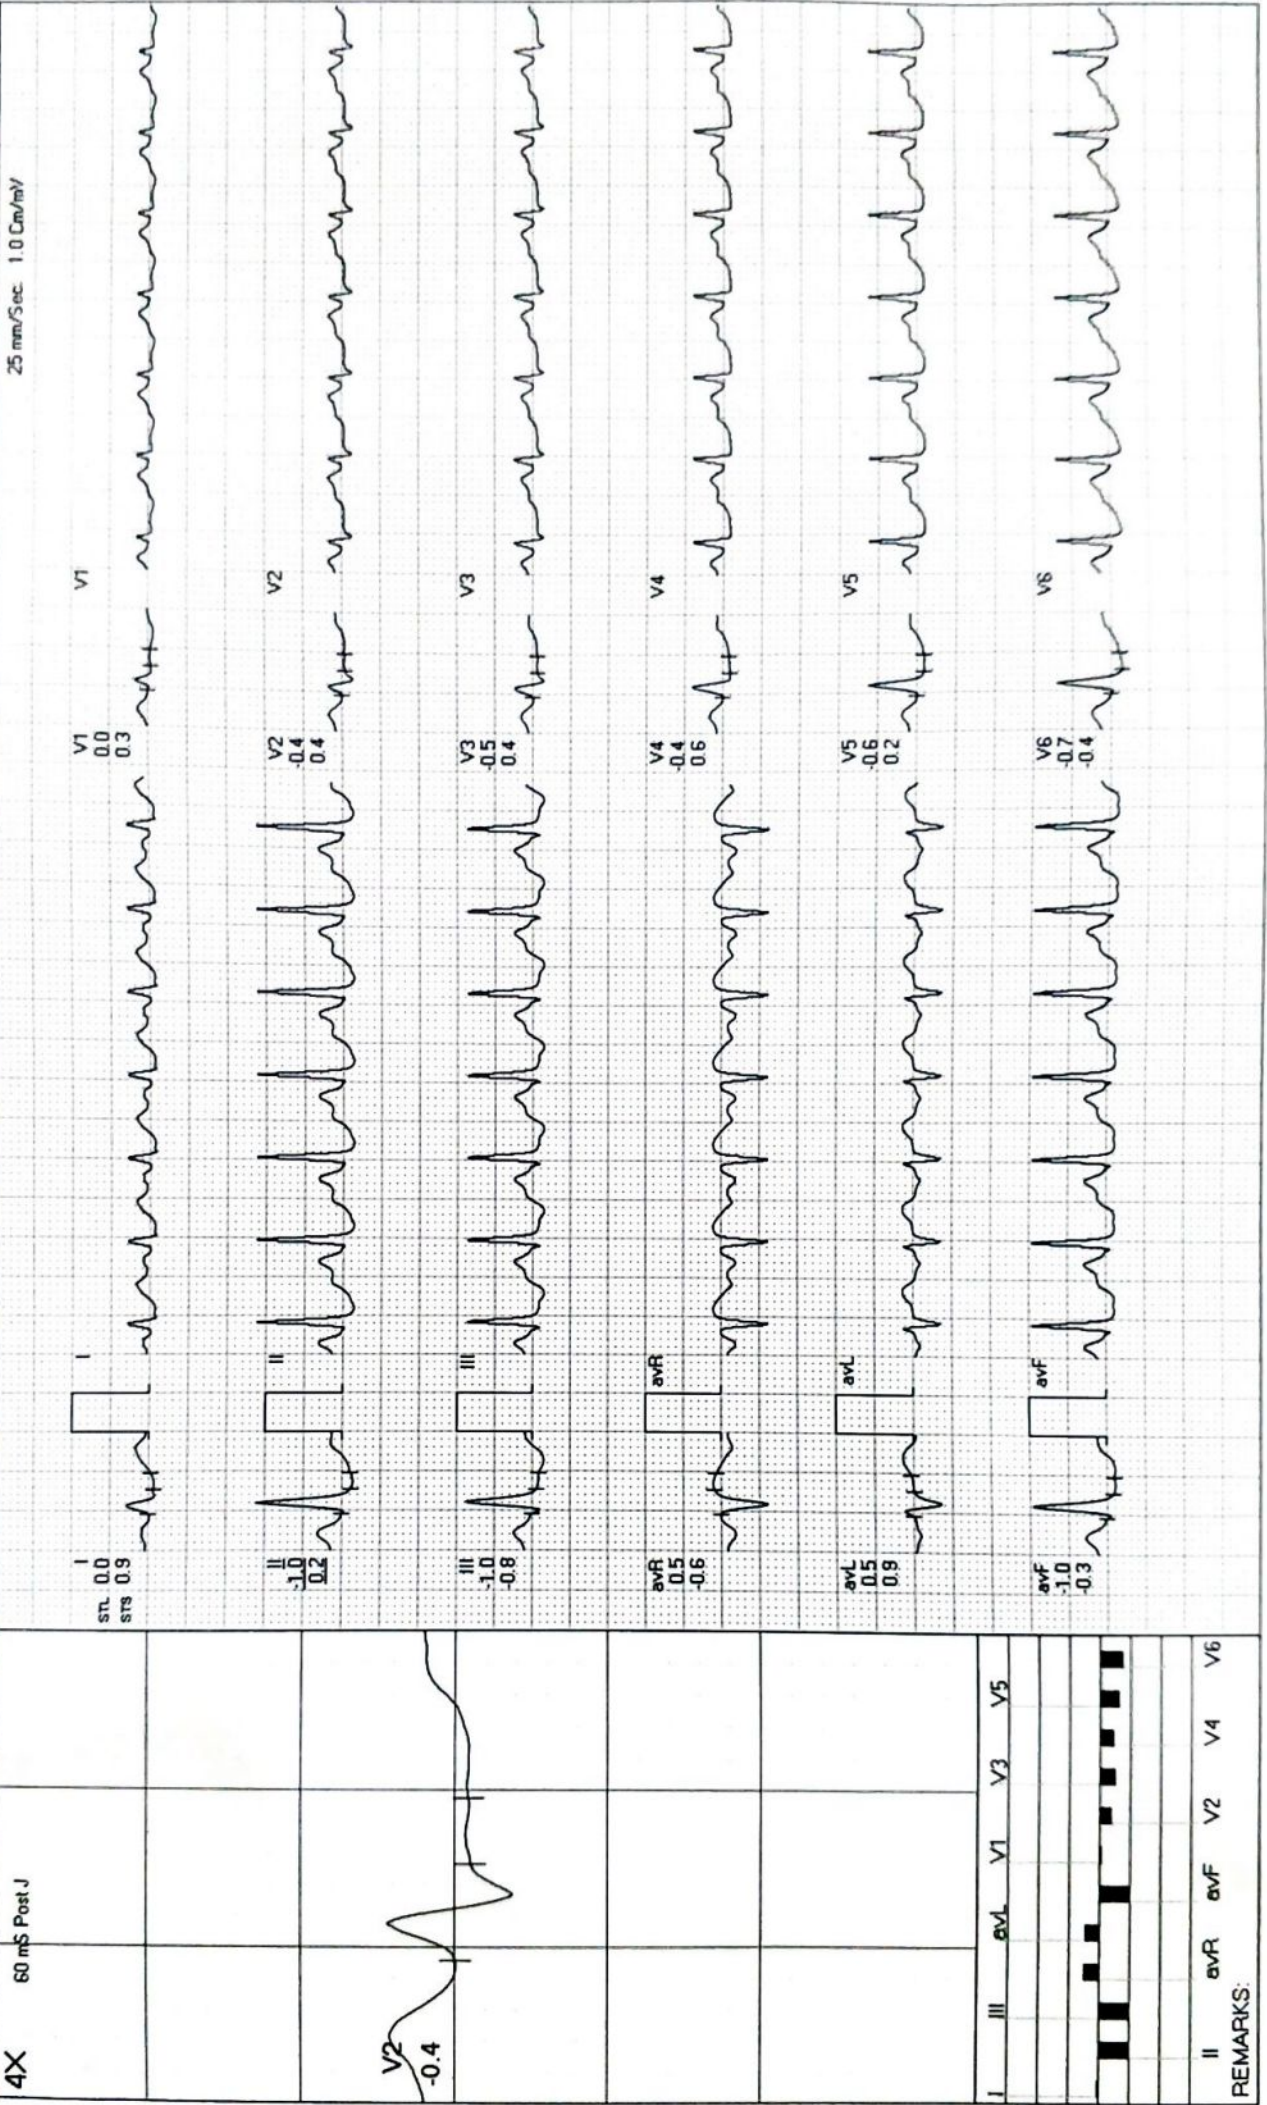 4X
60 mS Post J
25 mm/Sec. 1.0 Cm/mV
V2
-0.4
I
STL 0.0
STS 0.9
I
V1
0.0
0.3
V1
II
-1.0
0.2
II
V2
-0.4
0.4
V2
III
-1.0
-0.8
III
V3
-0.5
0.4
V3
avR
0.5
-0.6
avR
V4
-0.4
0.6
V4
avL
0.5
0.9
avL
V5
-0.6
0.2
V5
avF
-1.0
-0.3
avF
V6
-0.7
-0.4
V6
I III avL V1 V3 V5
II avR avF V2 V4 V6
REMARKS: